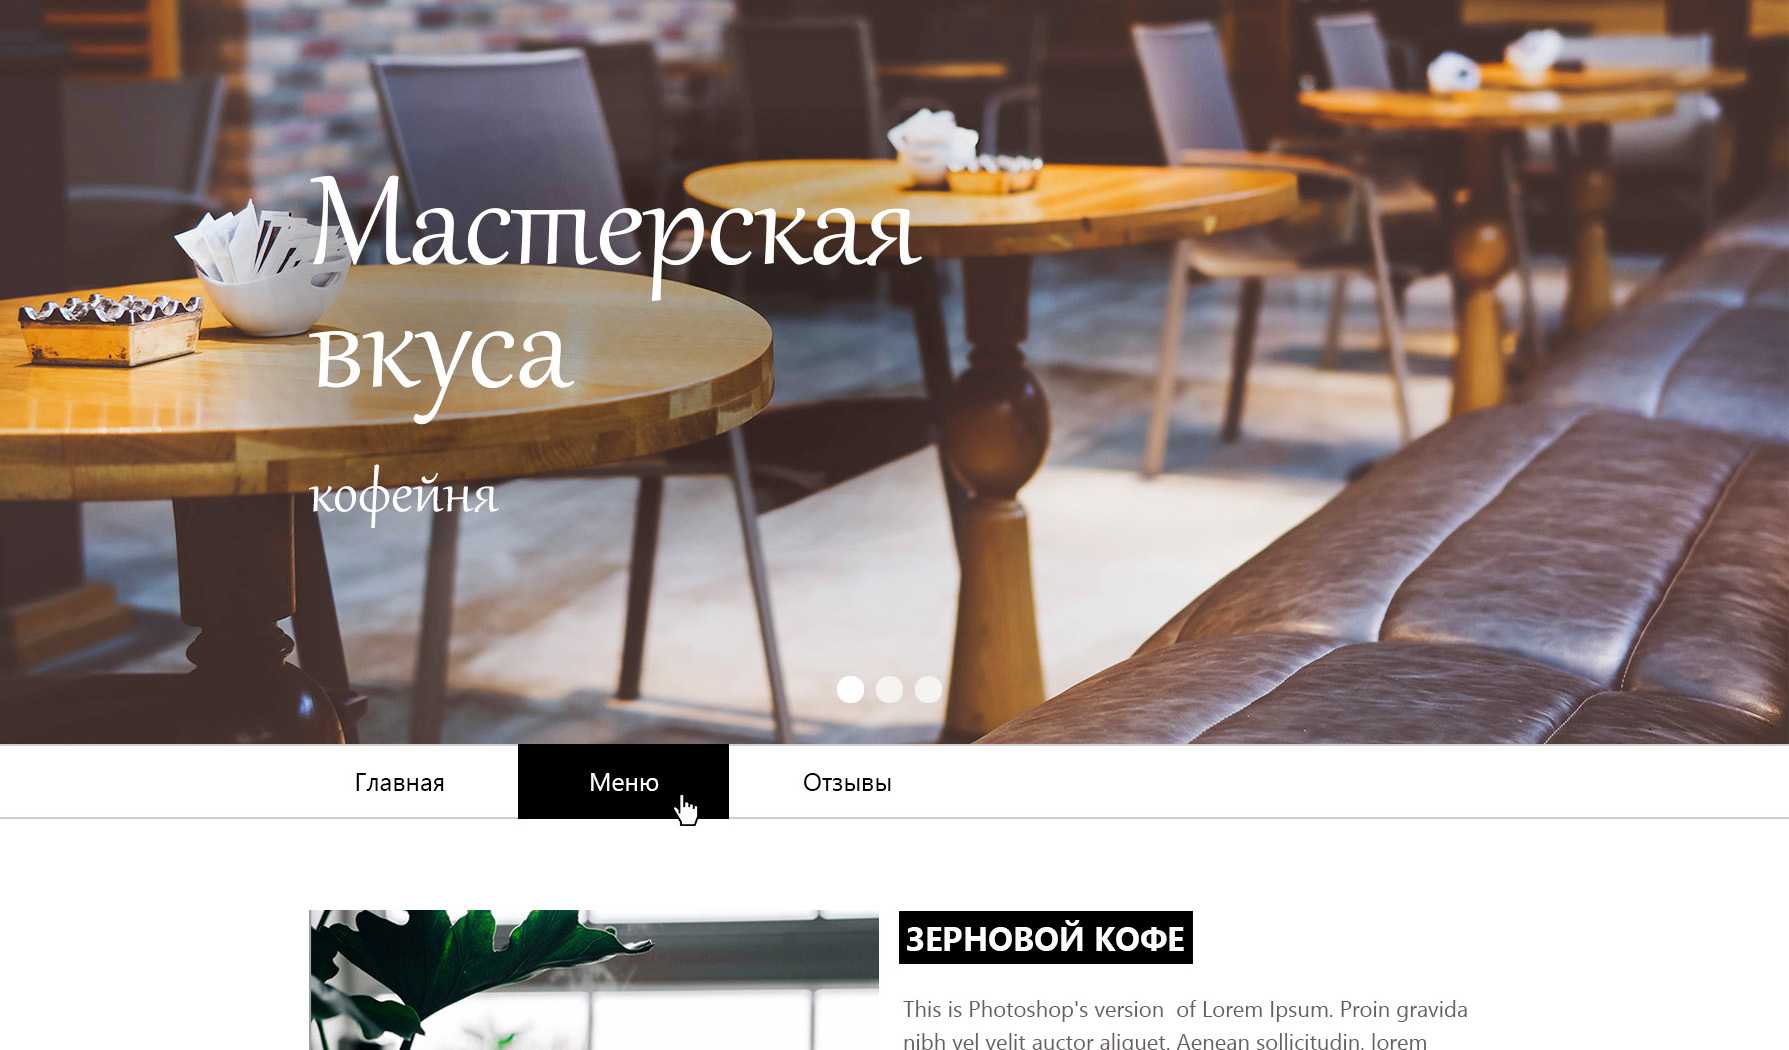 Мастерская
вкуса
кофейня
Главная
Меню
Отзывы
ЗЕРНОВОЙ КОФЕ
This is Photoshop's version  of Lorem Ipsum. Proin gravida
nibh vel velit auctor aliquet. Aenean sollicitudin, lorem